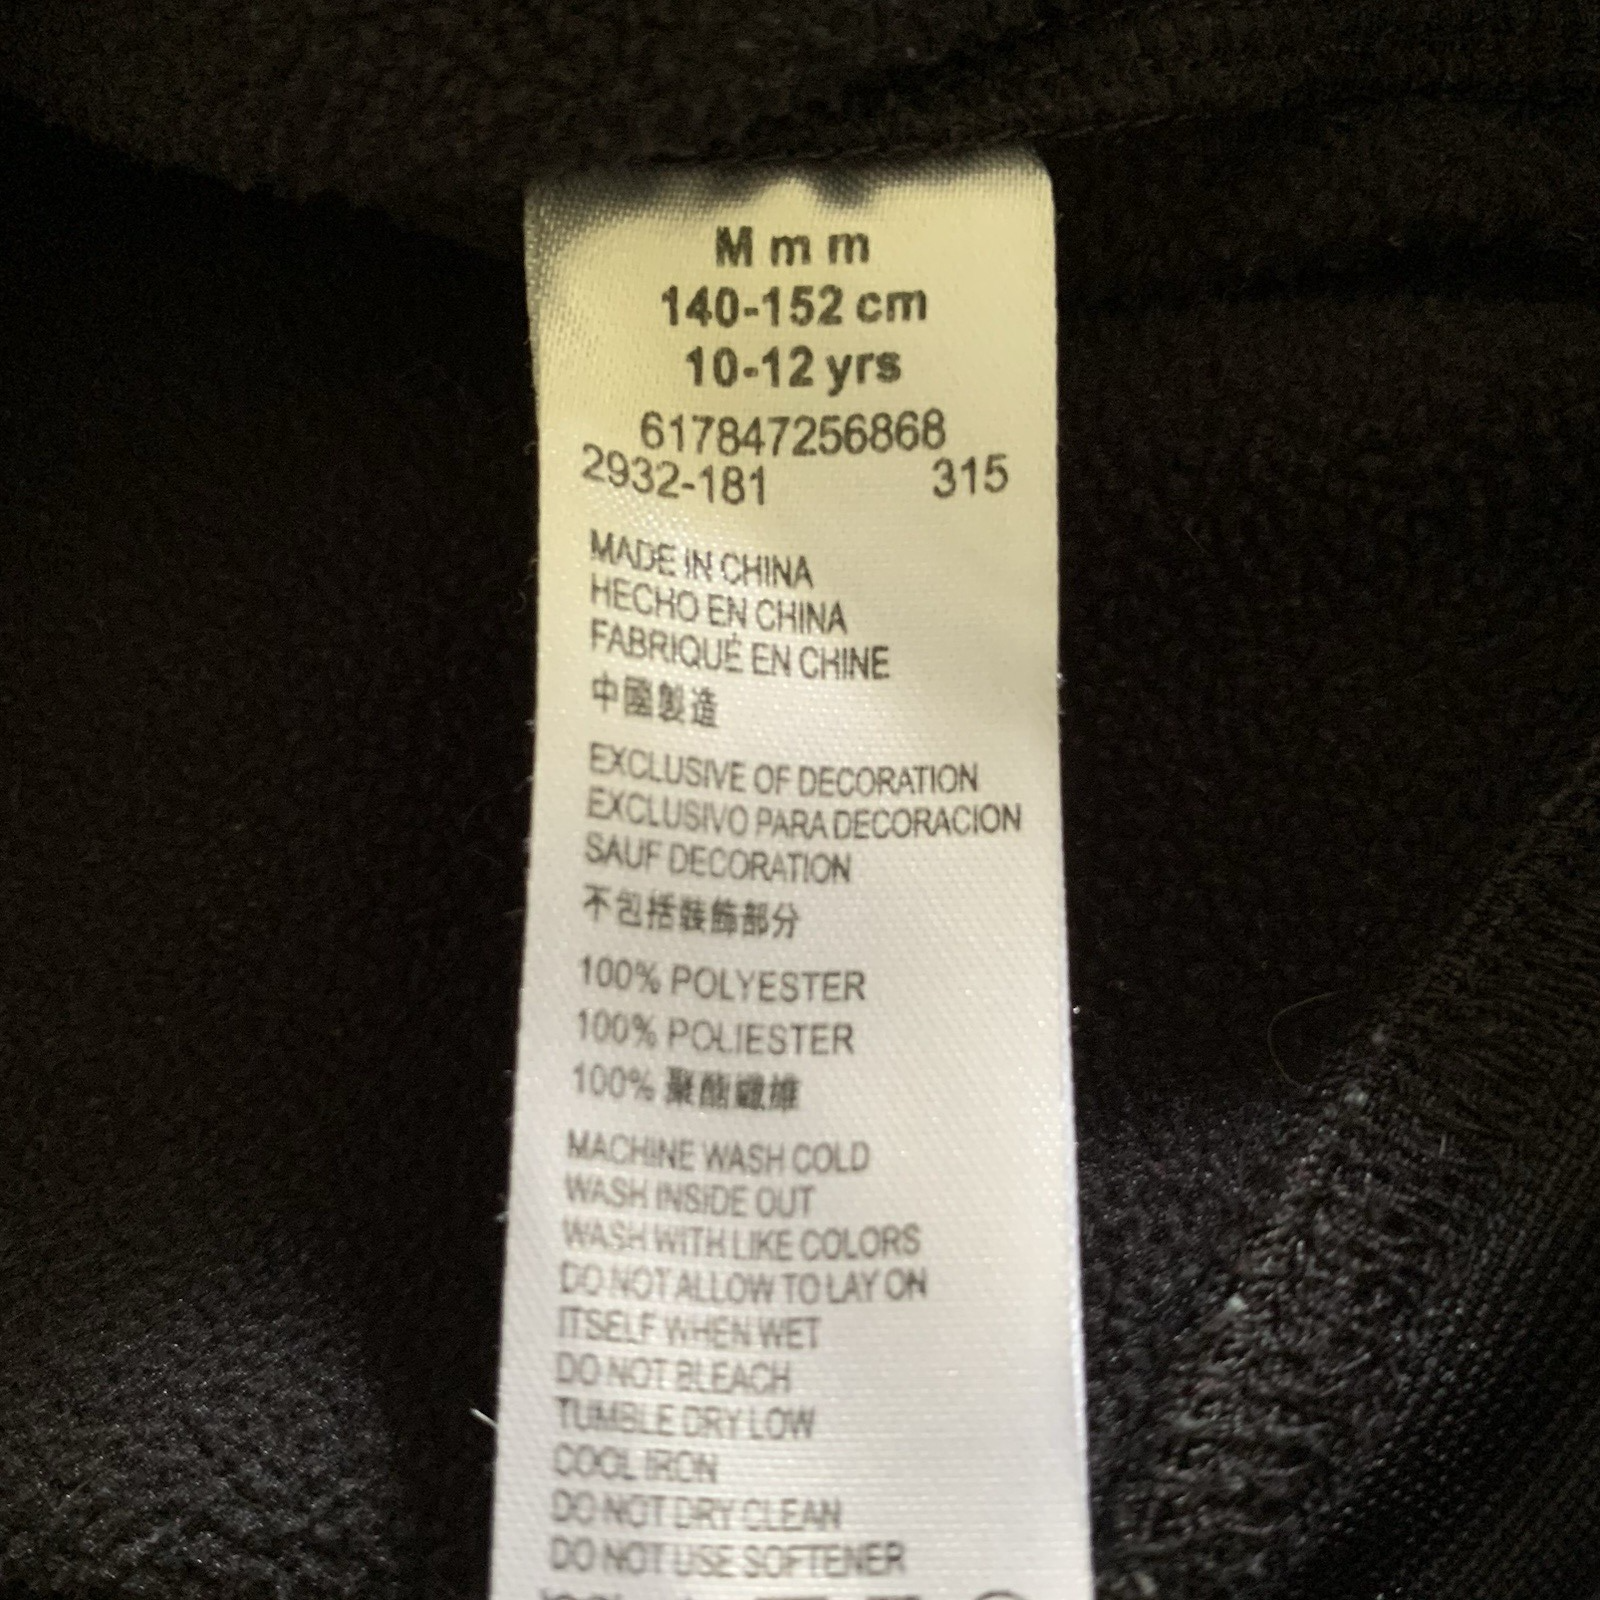 M m m
140-152 cm
10-12 yrs
617847256868
2932-181 315
MADE IN CHINA
HECHO EN CHINA
FABRIQUÉ EN CHINE
中國製造
EXCLUSIVE OF DECORATION
EXCLUSIVO PARA DECORACION
SAUF DECORATION
不包括裝飾部分
100% POLYESTER
100% POLIESTER
100% 聚酯纖維
MACHINE WASH COLD
WASH INSIDE OUT
WASH WITH LIKE COLORS
DO NOT ALLOW TO LAY ON
ITSELF WHEN WET
DO NOT BLEACH
TUMBLE DRY LOW
COOL IRON
DO NOT DRY CLEAN
DO NOT USE SOFTENER